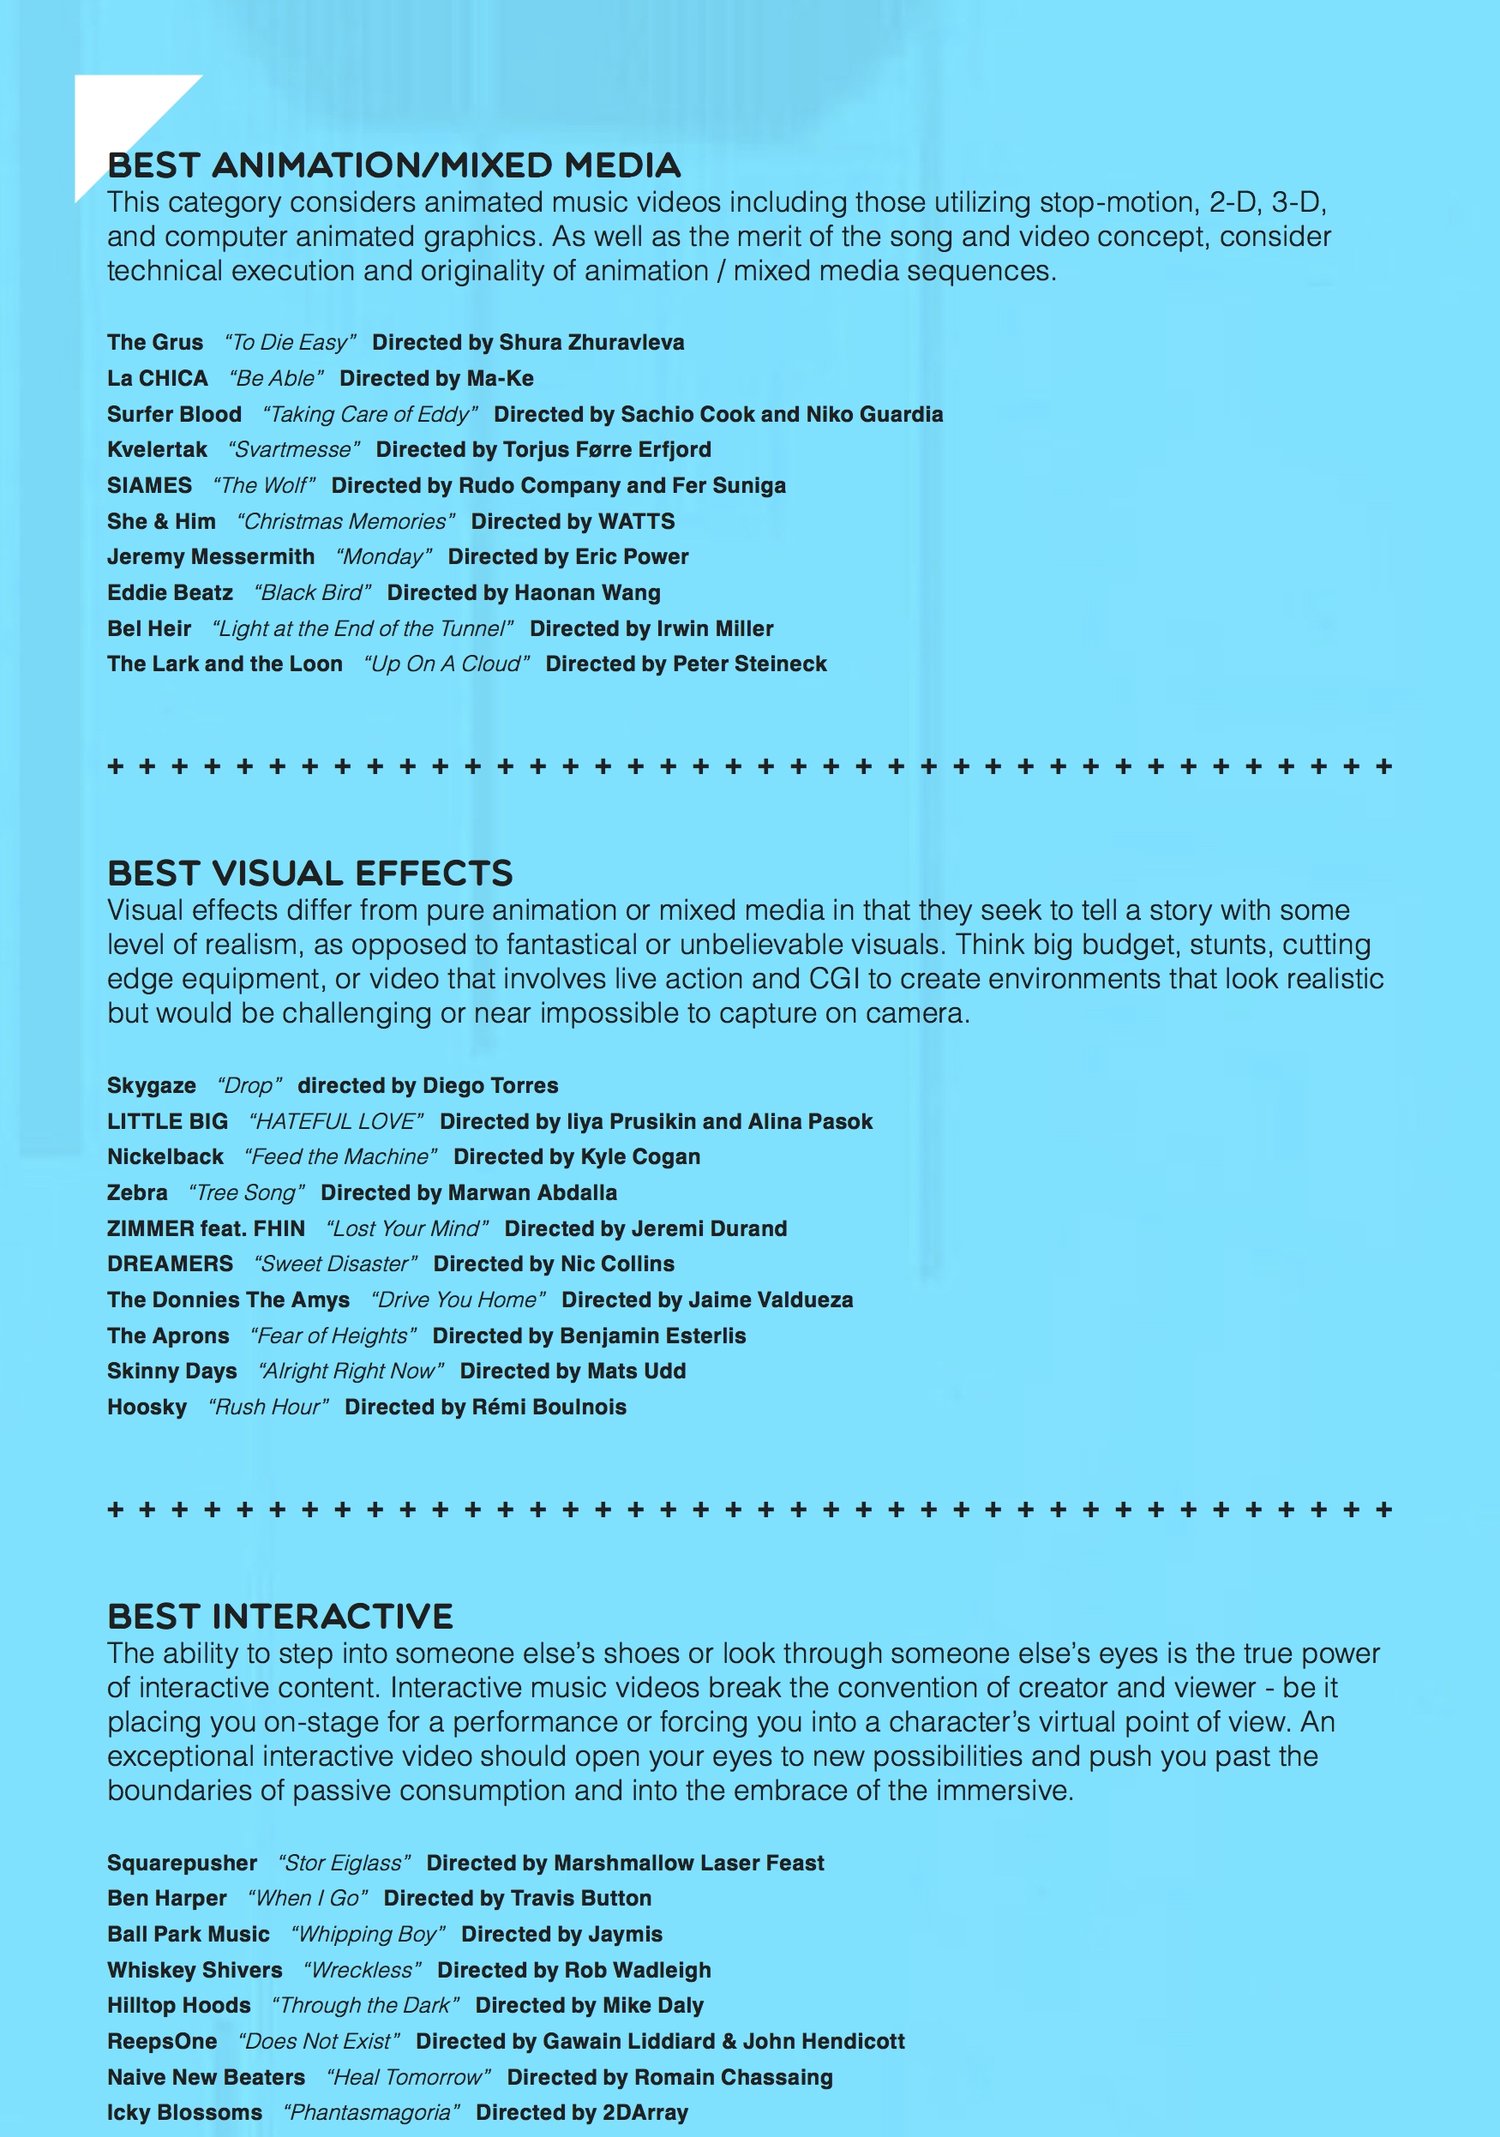 BEST ANIMATION/MIXED MEDIA
This category considers animated music videos including those utilizing stop-motion, 2-D, 3-D,
and computer animated graphics. As well as the merit of the song and video concept, consider
technical execution and originality of animation / mixed media sequences.
The Grus “To Die Easy” Directed by Shura Zhuravleva
La CHICA “Be Able” Directed by Ma-Ke
Surfer Blood “Taking Care of Eddy” Directed by Sachio Cook and Niko Guardia
Kvelertak “Svartmesse” Directed by Torjus Førre Erfjord
SIAMES “The Wolf” Directed by Rudo Company and Fer Suniga
She & Him “Christmas Memories” Directed by WATTS
Jeremy Messermith “Monday” Directed by Eric Power
Eddie Beatz “Black Bird” Directed by Haonan Wang
Bel Heir “Light at the End of the Tunnel” Directed by Irwin Miller
The Lark and the Loon “Up On A Cloud” Directed by Peter Steineck
+ + + + + + + + + + + + + + + + + + + + + + + + + + + + + + + + + + + + + + + +
BEST VISUAL EFFECTS
Visual effects differ from pure animation or mixed media in that they seek to tell a story with some
level of realism, as opposed to fantastical or unbelievable visuals. Think big budget, stunts, cutting
edge equipment, or video that involves live action and CGI to create environments that look realistic
but would be challenging or near impossible to capture on camera.
Skygaze “Drop” directed by Diego Torres
LITTLE BIG “HATEFUL LOVE” Directed by Iiya Prusikin and Alina Pasok
Nickelback “Feed the Machine” Directed by Kyle Cogan
Zebra “Tree Song” Directed by Marwan Abdalla
ZIMMER feat. FHIN “Lost Your Mind” Directed by Jeremi Durand
DREAMERS “Sweet Disaster” Directed by Nic Collins
The Donnies The Amys “Drive You Home” Directed by Jaime Valdueza
The Aprons “Fear of Heights” Directed by Benjamin Esterlis
Skinny Days “Alright Right Now” Directed by Mats Udd
Hoosky “Rush Hour” Directed by Rémi Boulnois
+ + + + + + + + + + + + + + + + + + + + + + + + + + + + + + + + + + + + + + + +
BEST INTERACTIVE
The ability to step into someone else’s shoes or look through someone else’s eyes is the true power
of interactive content. Interactive music videos break the convention of creator and viewer - be it
placing you on-stage for a performance or forcing you into a character’s virtual point of view. An
exceptional interactive video should open your eyes to new possibilities and push you past the
boundaries of passive consumption and into the embrace of the immersive.
Squarepusher “Stor Eiglass” Directed by Marshmallow Laser Feast
Ben Harper “When I Go” Directed by Travis Button
Ball Park Music “Whipping Boy” Directed by Jaymis
Whiskey Shivers “Wreckless” Directed by Rob Wadleigh
Hilltop Hoods “Through the Dark” Directed by Mike Daly
ReepsOne “Does Not Exist” Directed by Gawain Liddiard & John Hendicott
Naive New Beaters “Heal Tomorrow” Directed by Romain Chassaing
Icky Blossoms “Phantasmagoria” Directed by 2DArray